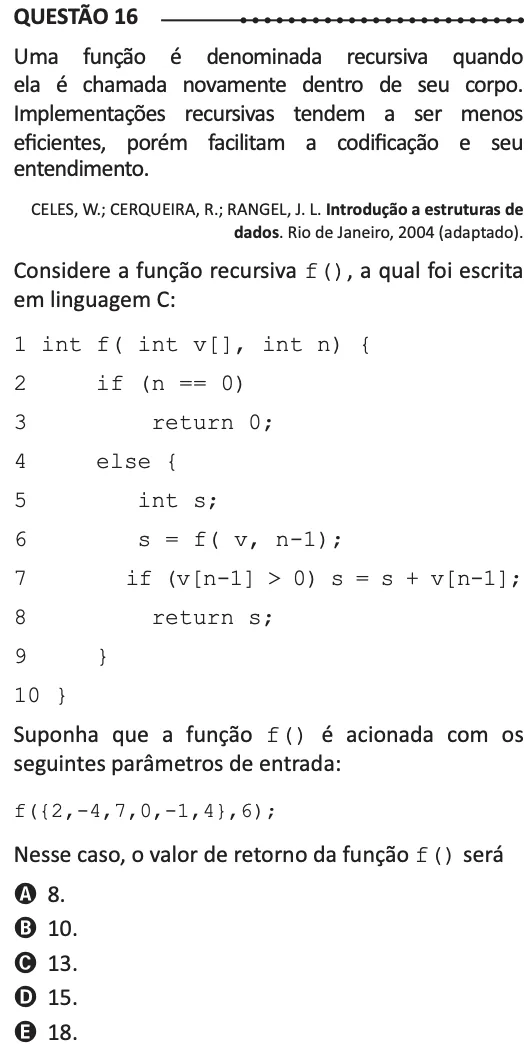 QUESTÃO 16
Uma função é denominada recursiva quando
ela é chamada novamente dentro de seu corpo.
Implementações recursivas tendem a ser menos
eficientes, porém facilitam a codificação e seu
entendimento.
CELES, W.; CERQUEIRA, R.; RANGEL, J. L. Introdução a estruturas de
dados. Rio de Janeiro, 2004 (adaptado).
Considere a função recursiva f(), a qual foi escrita
em linguagem C:
1 int f( int v[], int n) {
2 if (n == 0)
3 return 0;
4 else {
5 int s;
6 s = f( v, n-1);
7 if (v[n-1] > 0) s = s + v[n-1];
8 return s;
9 }
10 }
Suponha que a função f() é acionada com os
seguintes parâmetros de entrada:
f({2,-4,7,0,-1,4},6);
Nesse caso, o valor de retorno da função f() será
A 8.
B 10.
C 13.
D 15.
E 18.